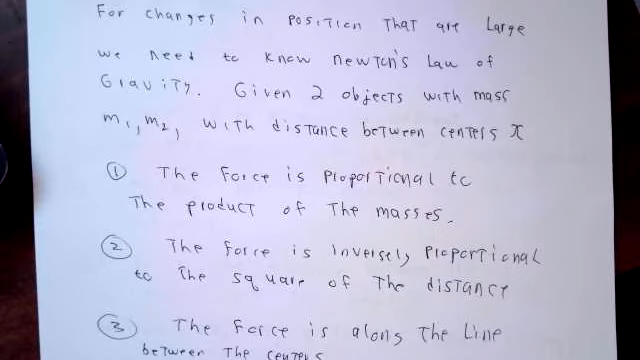 For changes in position that are large
we need to know newton's law of
Gravity. Given 2 objects with mass
m₁, m₂, with distance between centers x
① The force is proportional to
the product of the masses.
② The force is inversely proportional
to the square of the distance
③ The force is along the line
between the centers